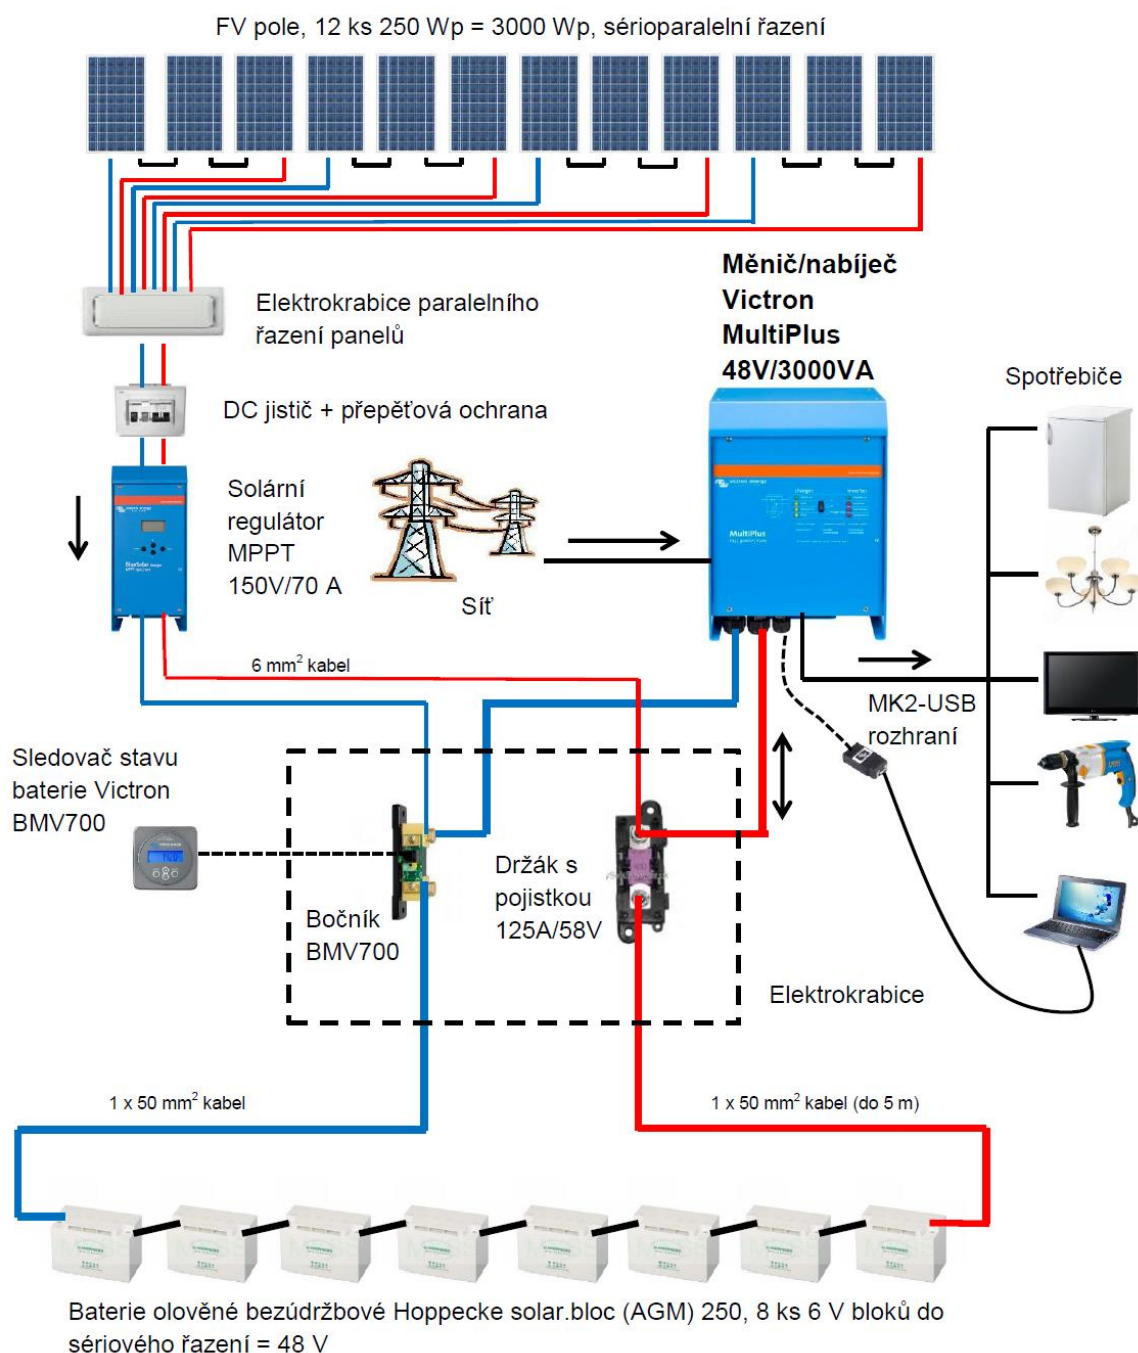 FV pole, 12 ks 250 Wp = 3000 Wp, sérioparalelní řazení
Elektrokrabice paralelního
řazení panelů
Měnič/nabíječ
Victron
MultiPlus
48V/3000VA
Spotřebiče
DC jistič + přepěťová ochrana
Solární
regulátor
MPPT
150V/70 A
Síť
MultiPlus
6 mm² kabel
MK2-USB
rozhraní
Sledovač stavu
baterie Victron
BMV700
Držák s
pojistkou
125A/58V
Bočník
BMV700
Elektrokrabice
1 x 50 mm² kabel
1 x 50 mm² kabel (do 5 m)
Baterie olověné bezúdržbové Hoppecke solar.bloc (AGM) 250, 8 ks 6 V bloků do
sériového řazení = 48 V